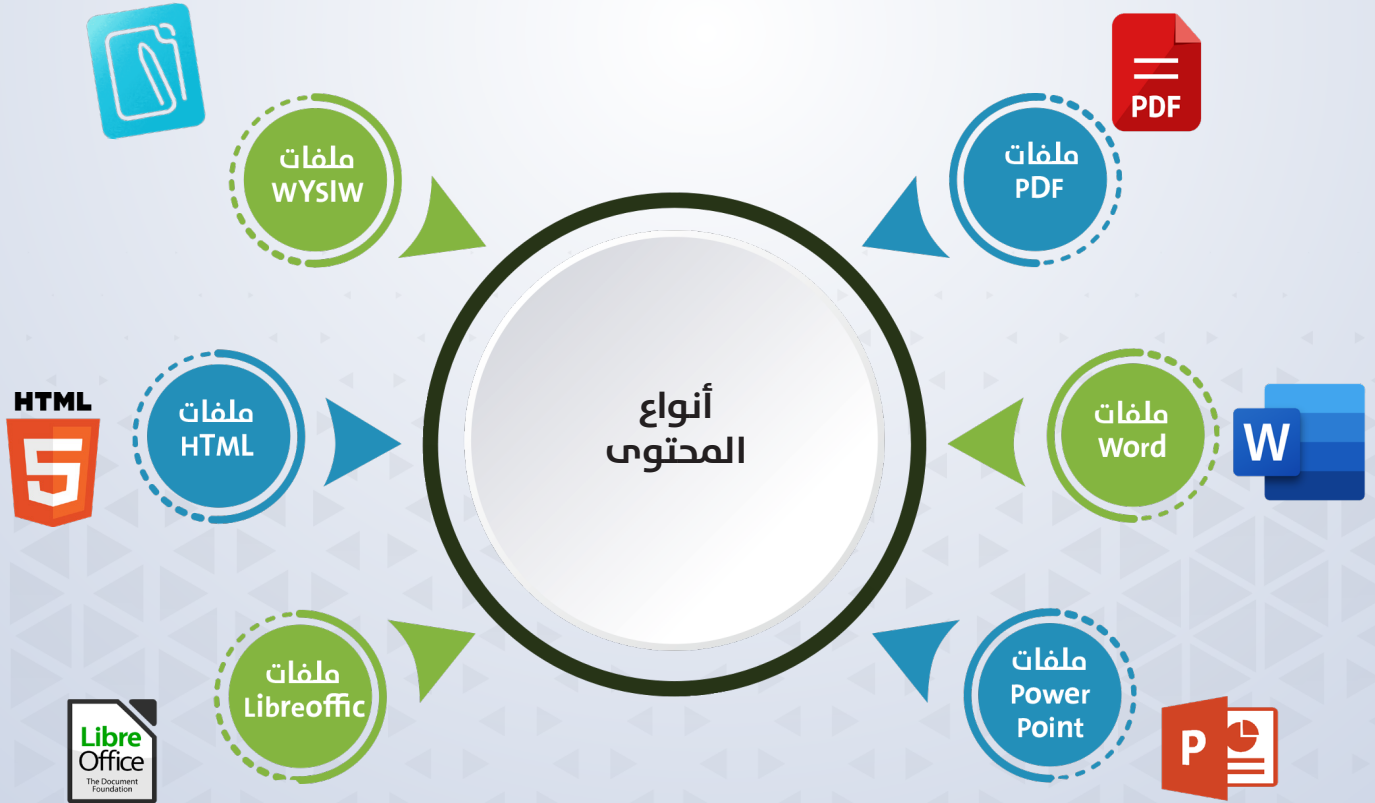 أنواع
المحتوى
PDF
ملفات
PDF
ملفات
Word
W
ملفات
Power
Point
P
ملفات
WYSIW
HTML
5
ملفات
HTML
ملفات
Libreoffic
Libre
Office
The Document
Foundation